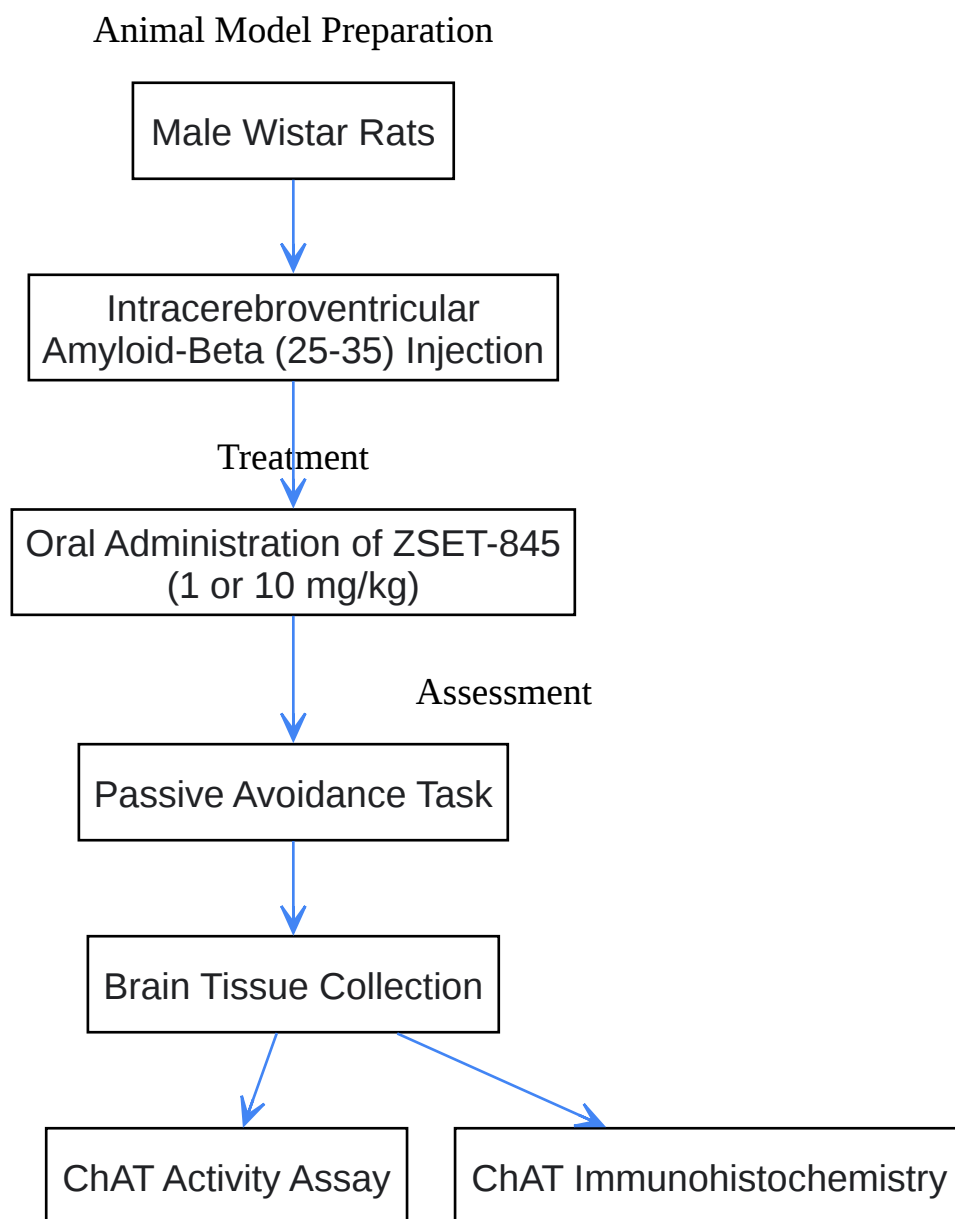 Animal Model Preparation
Male Wistar Rats
Intracerebroventricular
Amyloid-Beta (25-35) Injection
Treatment
Oral Administration of ZSET-845
(1 or 10 mg/kg)
Assessment
Passive Avoidance Task
Brain Tissue Collection
ChAT Activity Assay
ChAT Immunohistochemistry